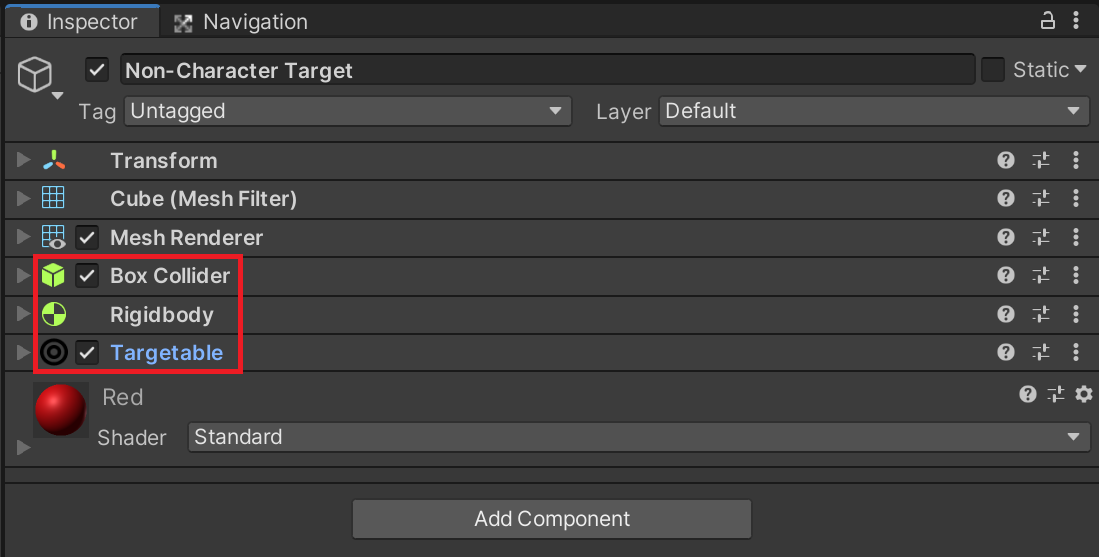 Inspector Navigation
Non-Character Target Static
Tag Untagged Layer Default
Transform
Cube (Mesh Filter)
Mesh Renderer
Box Collider
Rigidbody
Targetable
Red
Shader Standard
Add Component